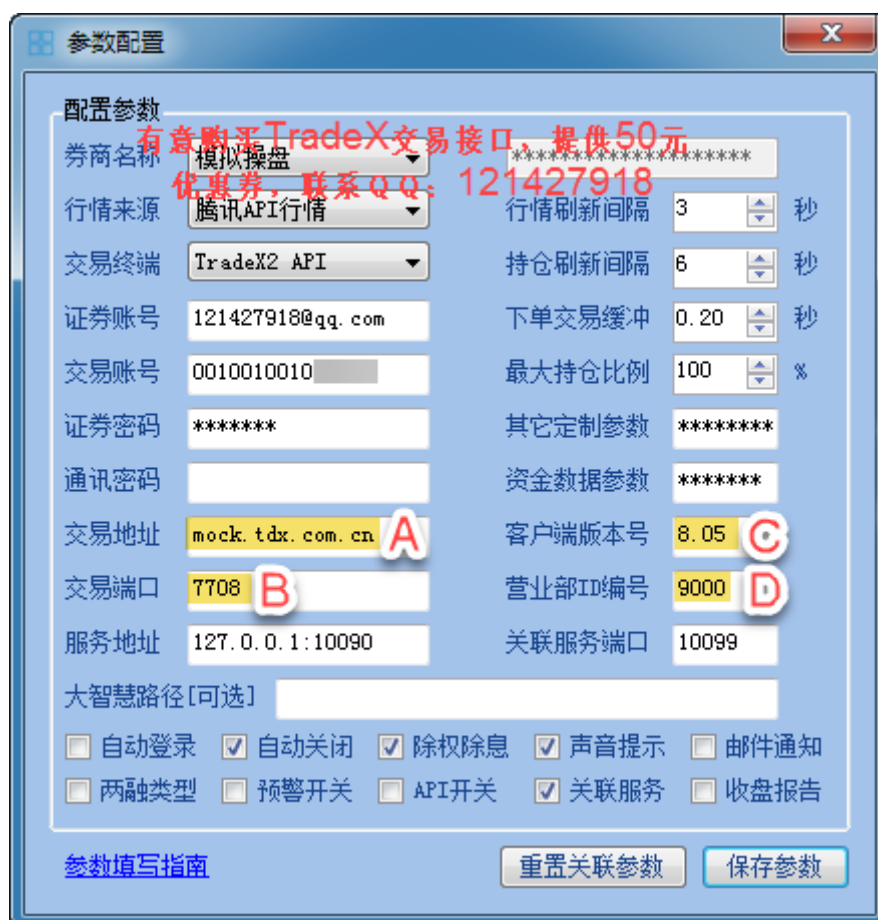 参数配置
配置参数
有意购买TradeX交易接口，提供50元
券商名称 模拟操盘 ********************
优惠券，联系QQ：121427918
行情来源 腾讯API行情 行情刷新间隔 3 秒
交易终端 TradeX2 API 持仓刷新间隔 6 秒
证券账号 121427918@qq.com 下单交易缓冲 0.20 秒
交易账号 0010010010 最大持仓比例 100 %
证券密码 ******* 其它定制参数 ********
通讯密码 资金数据参数 *******
交易地址 mock.tdx.com.cn A 客户端版本号 8.05 C
交易端口 7708 B 营业部ID编号 9000 D
服务地址 127.0.0.1:10090 关联服务端口 10099
大智慧路径[可选]
自动登录 自动关闭 除权除息 声音提示 邮件通知
两融类型 预警开关 API开关 关联服务 收盘报告
参数填写指南 重置关联参数 保存参数